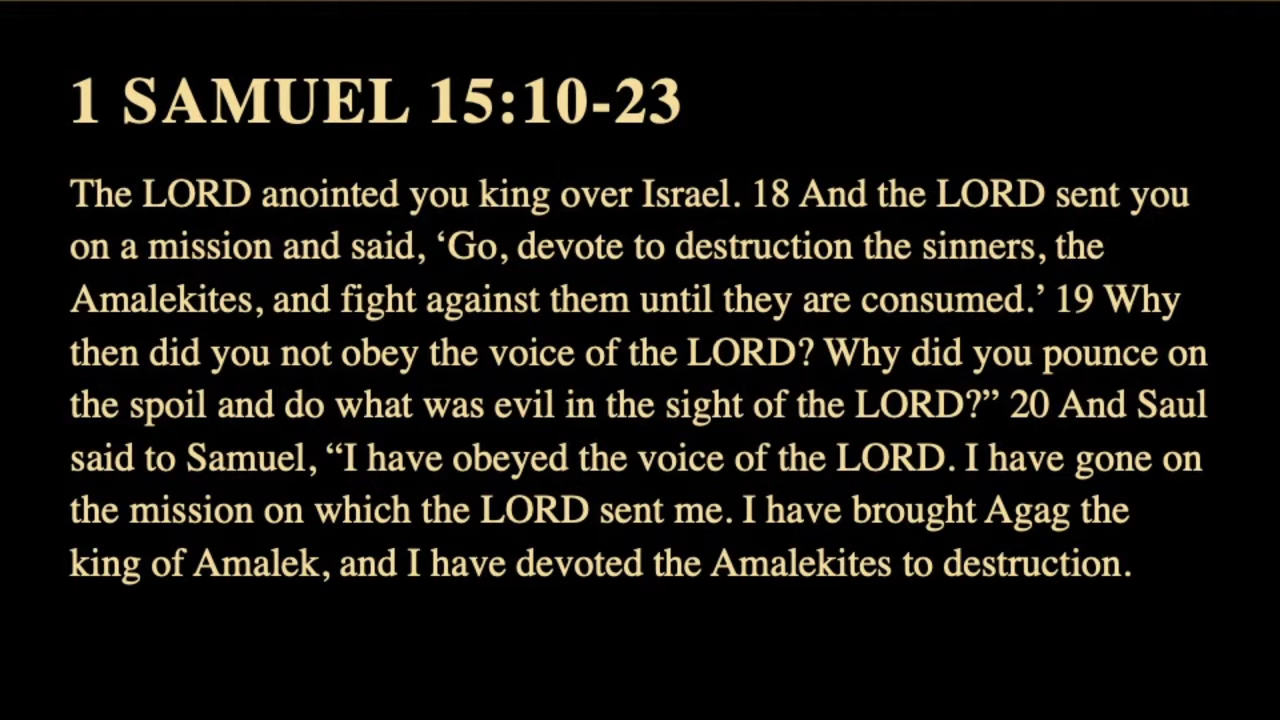 1 SAMUEL 15:10-23
The LORD anointed you king over Israel. 18 And the LORD sent you
on a mission and said, ‘Go, devote to destruction the sinners, the
Amalekites, and fight against them until they are consumed.’ 19 Why
then did you not obey the voice of the LORD? Why did you pounce on
the spoil and do what was evil in the sight of the LORD?” 20 And Saul
said to Samuel, “I have obeyed the voice of the LORD. I have gone on
the mission on which the LORD sent me. I have brought Agag the
king of Amalek, and I have devoted the Amalekites to destruction.